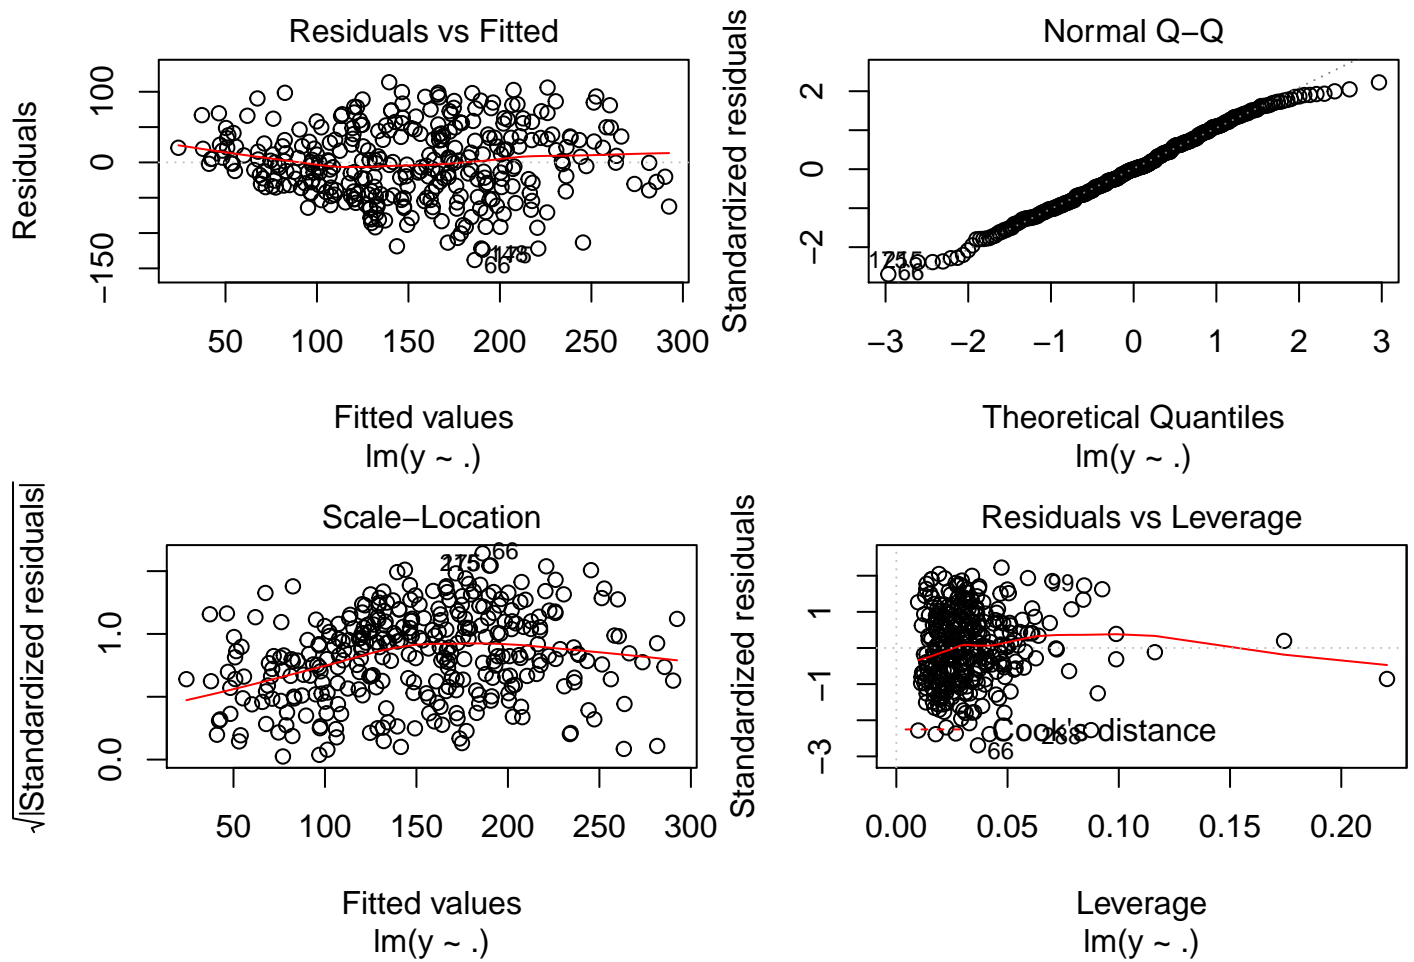 Residuals vs Fitted
Residuals
100
0
−150
66
50 100 150 200 250 300
Fitted values
lm(y ~ .)
Normal Q−Q
Standardized residuals
2
0
−2
66
−3 −2 −1 0 1 2 3
Theoretical Quantiles
lm(y ~ .)
Scale−Location
√|Standardized residuals|
1.0
0.0
66
50 100 150 200 250 300
Fitted values
lm(y ~ .)
Residuals vs Leverage
Standardized residuals
1
−1
−3
99
Cook's distance
66
0.00 0.05 0.10 0.15 0.20
Leverage
lm(y ~ .)